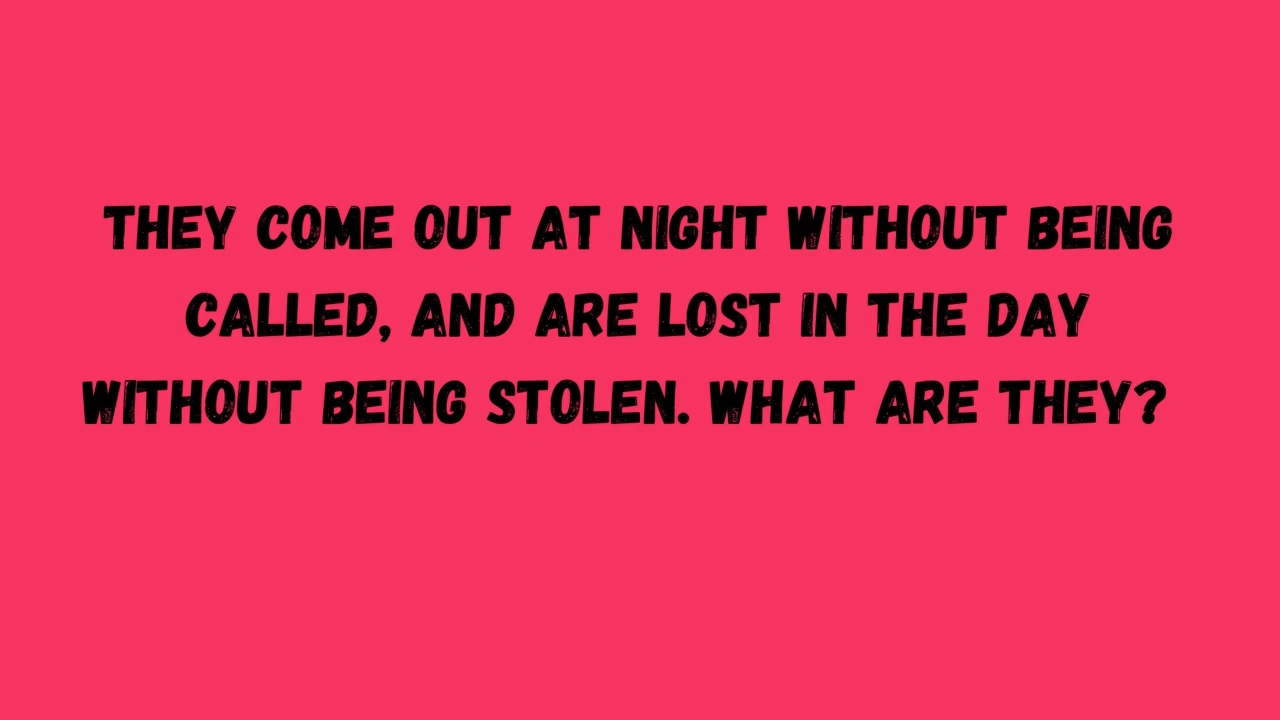 THEY COME OUT AT NIGHT WITHOUT BEING
CALLED, AND ARE LOST IN THE DAY
WITHOUT BEING STOLEN. WHAT ARE THEY?